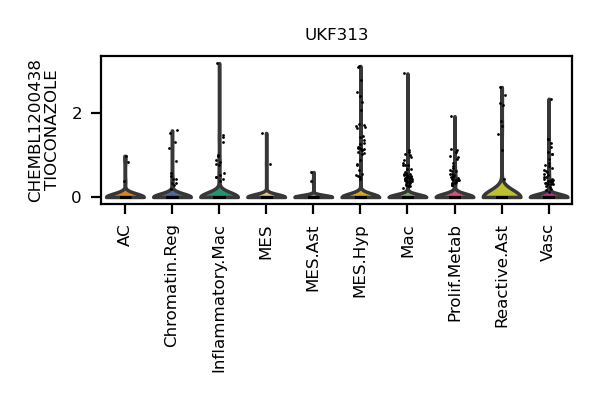 UKF313
CHEMBL1200438
TIOCONAZOLE
2
0
AC
Chromatin.Reg
Inflammatory.Mac
MES
MES.Ast
MES.Hyp
Mac
Prolif.Metab
Reactive.Ast
Vasc